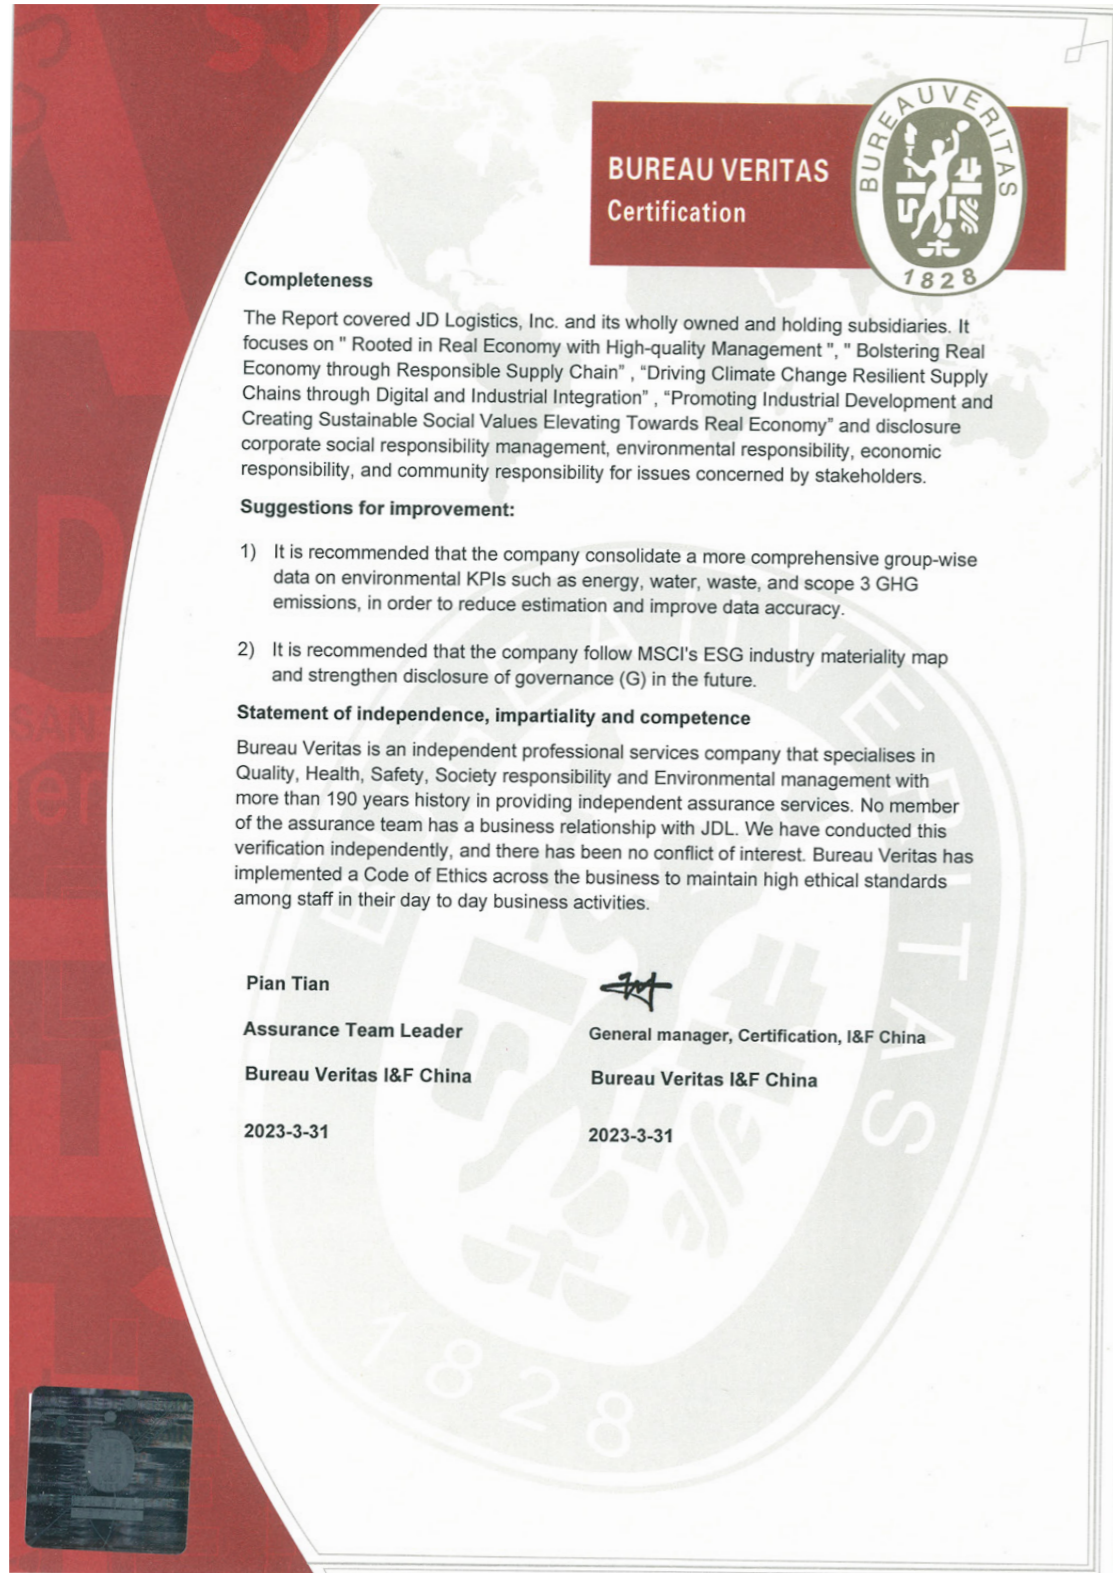 BUREAU VERITAS
Certification
BUREAU VERITAS
1828
Completeness
The Report covered JD Logistics, Inc. and its wholly owned and holding subsidiaries. It
focuses on " Rooted in Real Economy with High-quality Management ", " Bolstering Real
Economy through Responsible Supply Chain" , "Driving Climate Change Resilient Supply
Chains through Digital and Industrial Integration" , "Promoting Industrial Development and
Creating Sustainable Social Values Elevating Towards Real Economy" and disclosure
corporate social responsibility management, environmental responsibility, economic
responsibility, and community responsibility for issues concerned by stakeholders.
Suggestions for improvement:
1) It is recommended that the company consolidate a more comprehensive group-wise
data on environmental KPIs such as energy, water, waste, and scope 3 GHG
emissions, in order to reduce estimation and improve data accuracy.
2) It is recommended that the company follow MSCI's ESG industry materiality map
and strengthen disclosure of governance (G) in the future.
Statement of independence, impartiality and competence
Bureau Veritas is an independent professional services company that specialises in
Quality, Health, Safety, Society responsibility and Environmental management with
more than 190 years history in providing independent assurance services. No member
of the assurance team has a business relationship with JDL. We have conducted this
verification independently, and there has been no conflict of interest. Bureau Veritas has
implemented a Code of Ethics across the business to maintain high ethical standards
among staff in their day to day business activities.
Pian Tian
Assurance Team Leader
General manager, Certification, I&F China
Bureau Veritas I&F China
Bureau Veritas I&F China
2023-3-31
2023-3-31
BUREAU VERITAS
1828